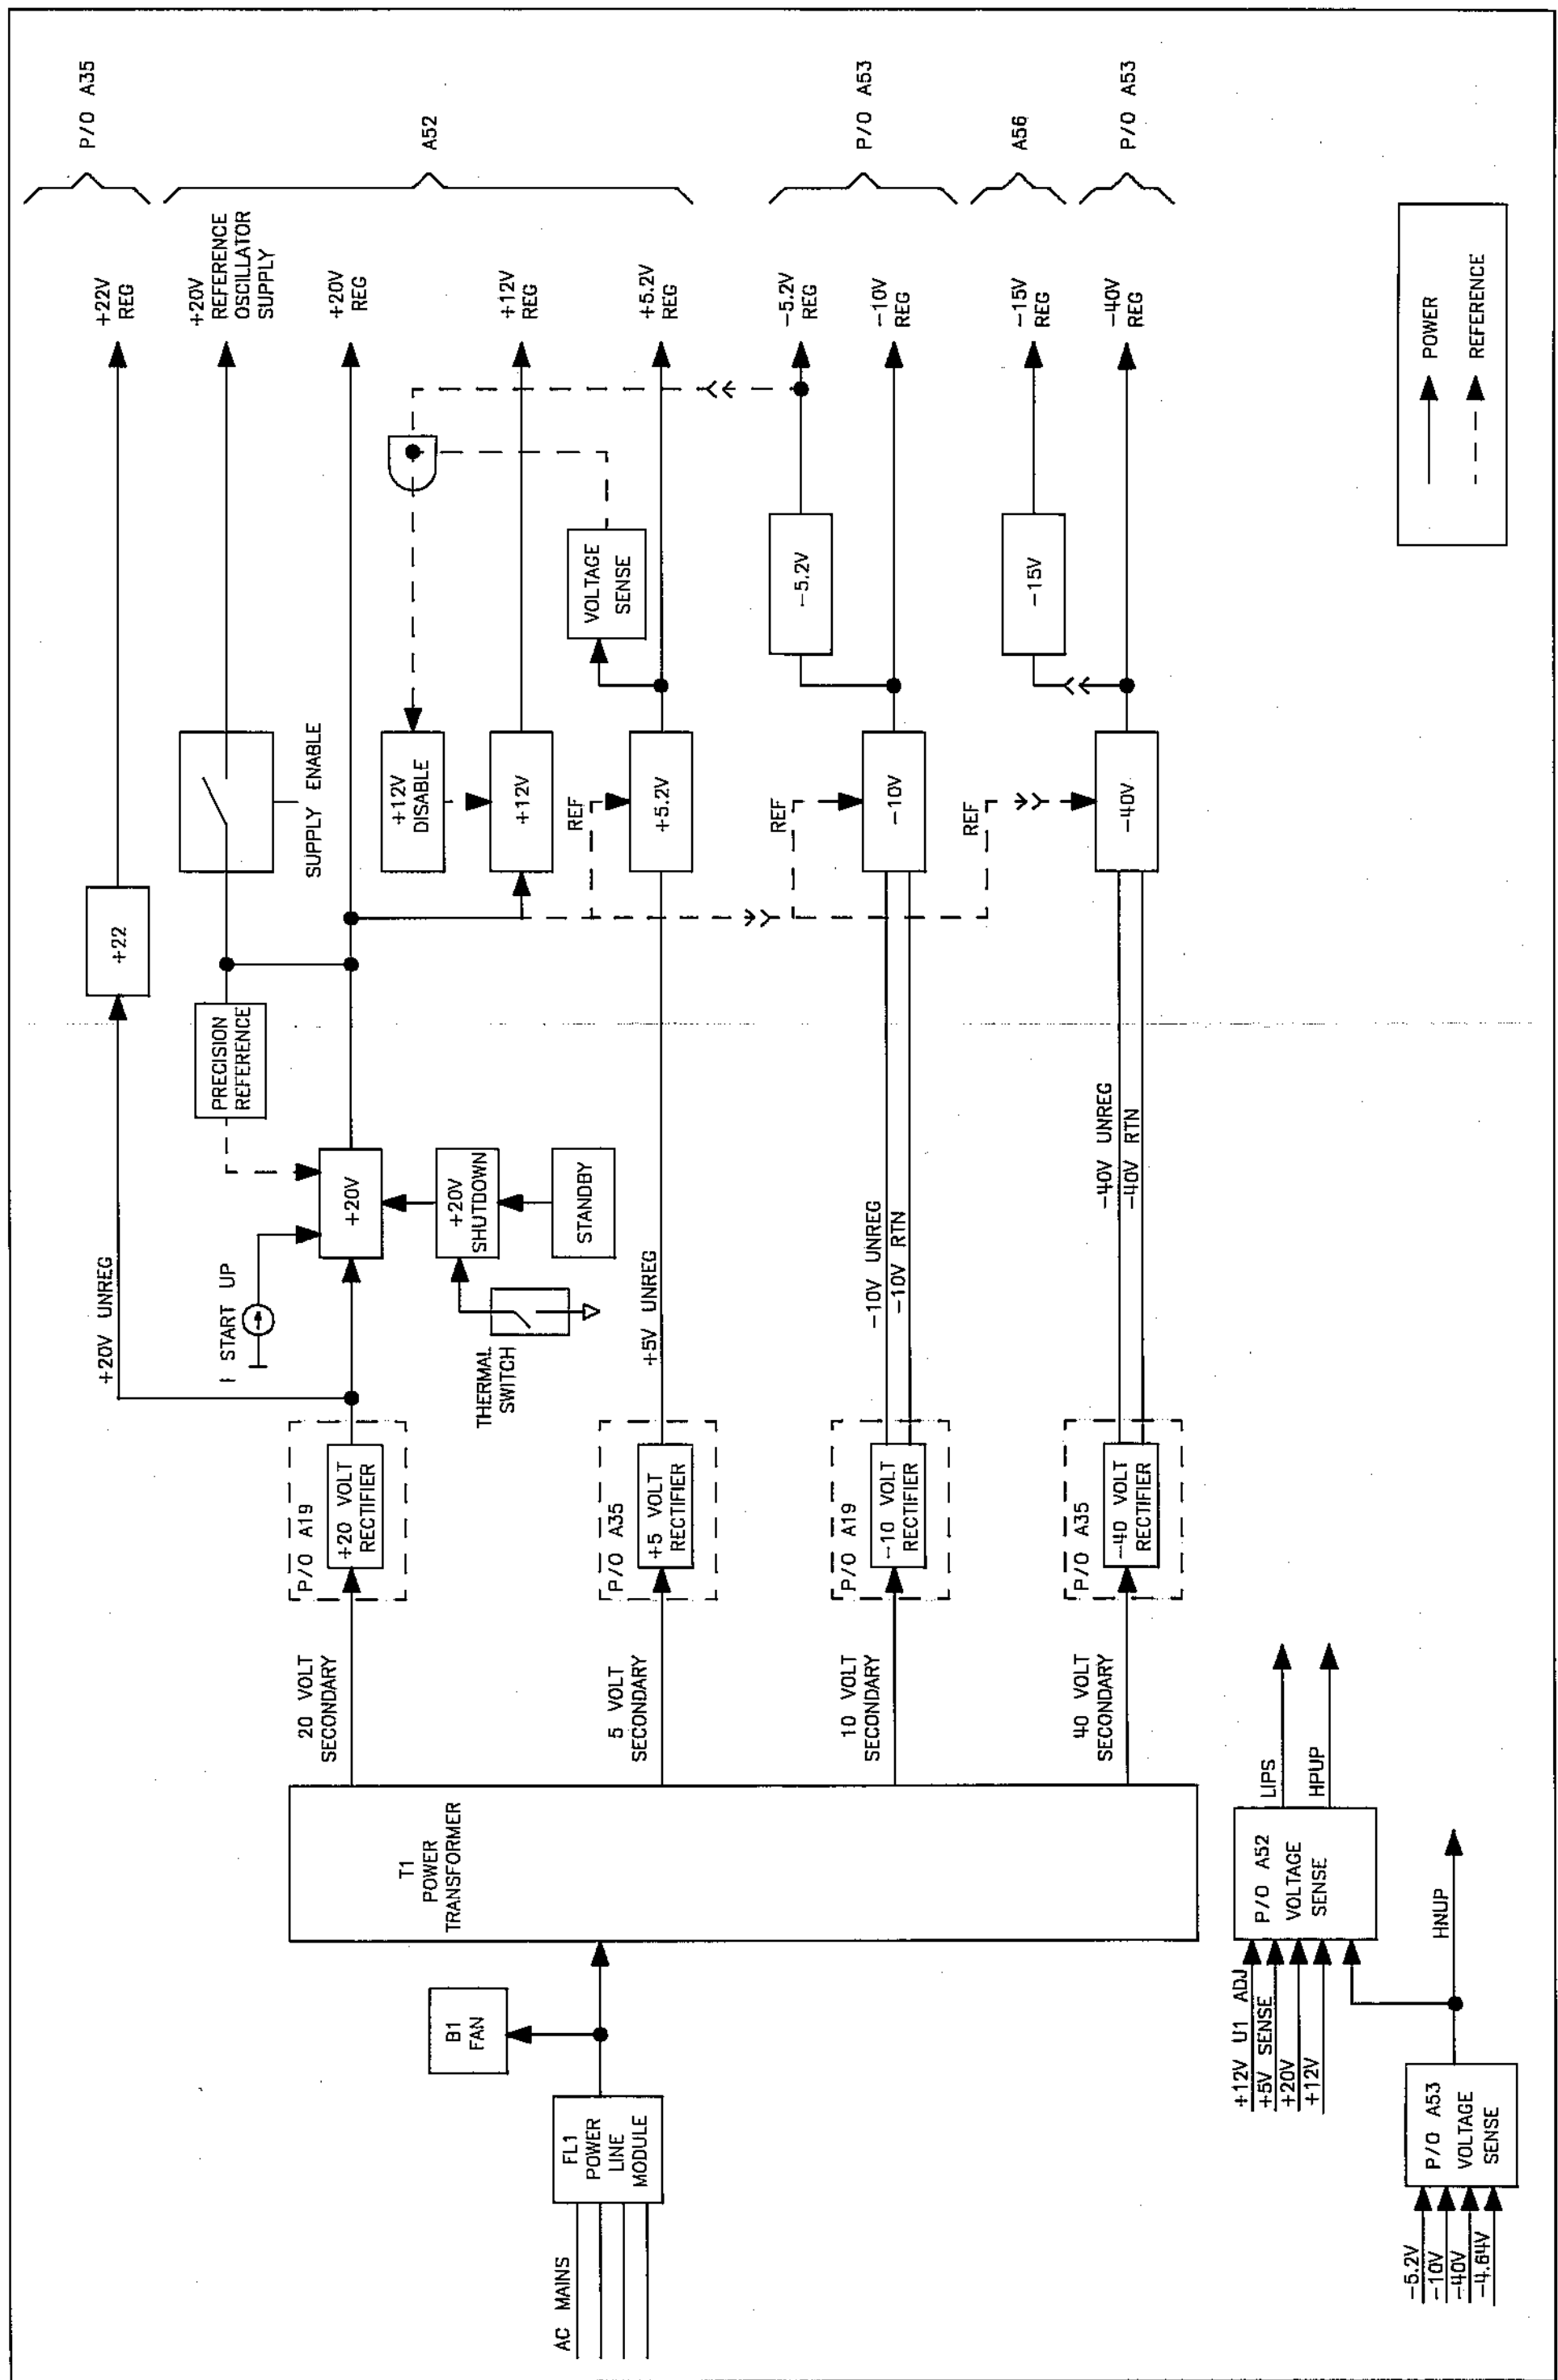 AC MAINS
FL1
POWER
LINE
MODULE
B1
FAN
T1
POWER
TRANSFORMER
20 VOLT
SECONDARY
5 VOLT
SECONDARY
10 VOLT
SECONDARY
40 VOLT
SECONDARY
P/O A19
+20 VOLT
RECTIFIER
P/O A35
+5 VOLT
RECTIFIER
P/O A19
-10 VOLT
RECTIFIER
P/O A35
-40 VOLT
RECTIFIER
+20V UNREG
I START UP
THERMAL
SWITCH
+5V UNREG
-10V UNREG
-10V RTN
-40V UNREG
-40V RTN
+20V
+20V
SHUTDOWN
STANDBY
PRECISION
REFERENCE
+22
SUPPLY ENABLE
+12V
DISABLE
+12V
REF
+5.2V
REF
-10V
REF
-40V
VOLTAGE
SENSE
-5.2V
-15V
+22V
REG
+20V
REFERENCE
OSCILLATOR
SUPPLY
+20V
REG
+12V
REG
+5.2V
REG
-5.2V
REG
-10V
REG
-15V
REG
-40V
REG
P/O A35
A52
P/O A53
A56
P/O A53
+12V U1 ADJ
+5V SENSE
+20V
+12V
P/O A52
VOLTAGE
SENSE
LIPS
HPUP
-5.2V
-10V
-40V
-4.64V
P/O A53
VOLTAGE
SENSE
HNUP
POWER
REFERENCE